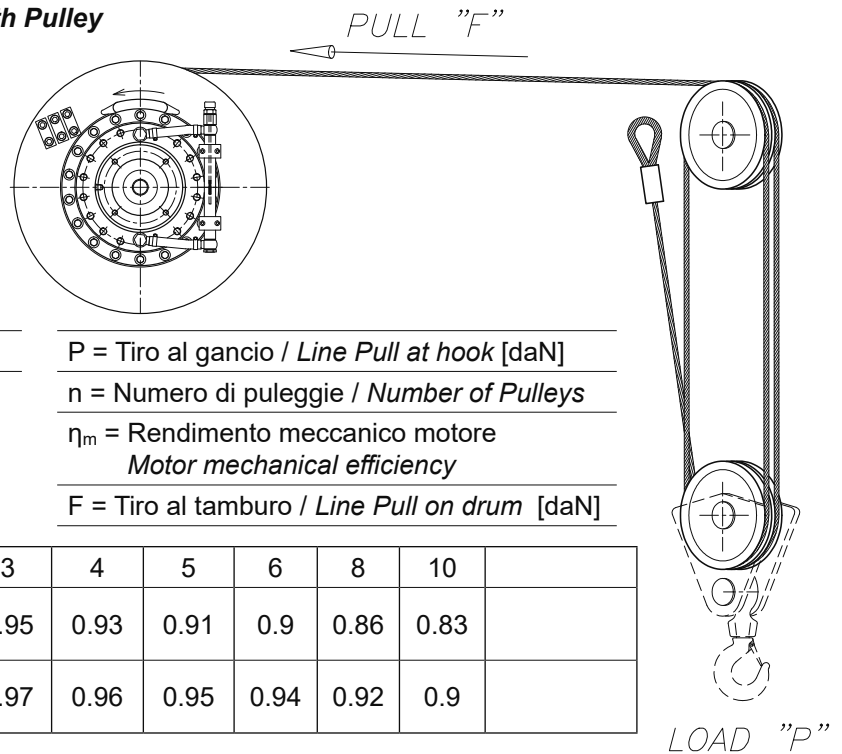 h Pulley
PULL "F"
P = Tiro al gancio / Line Pull at hook [daN]
n = Numero di puleggie / Number of Pulleys
ηm = Rendimento meccanico motore
Motor mechanical efficiency
F = Tiro al tamburo / Line Pull on drum [daN]
3 4 5 6 8 10
.95 0.93 0.91 0.9 0.86 0.83
.97 0.96 0.95 0.94 0.92 0.9
LOAD "P"